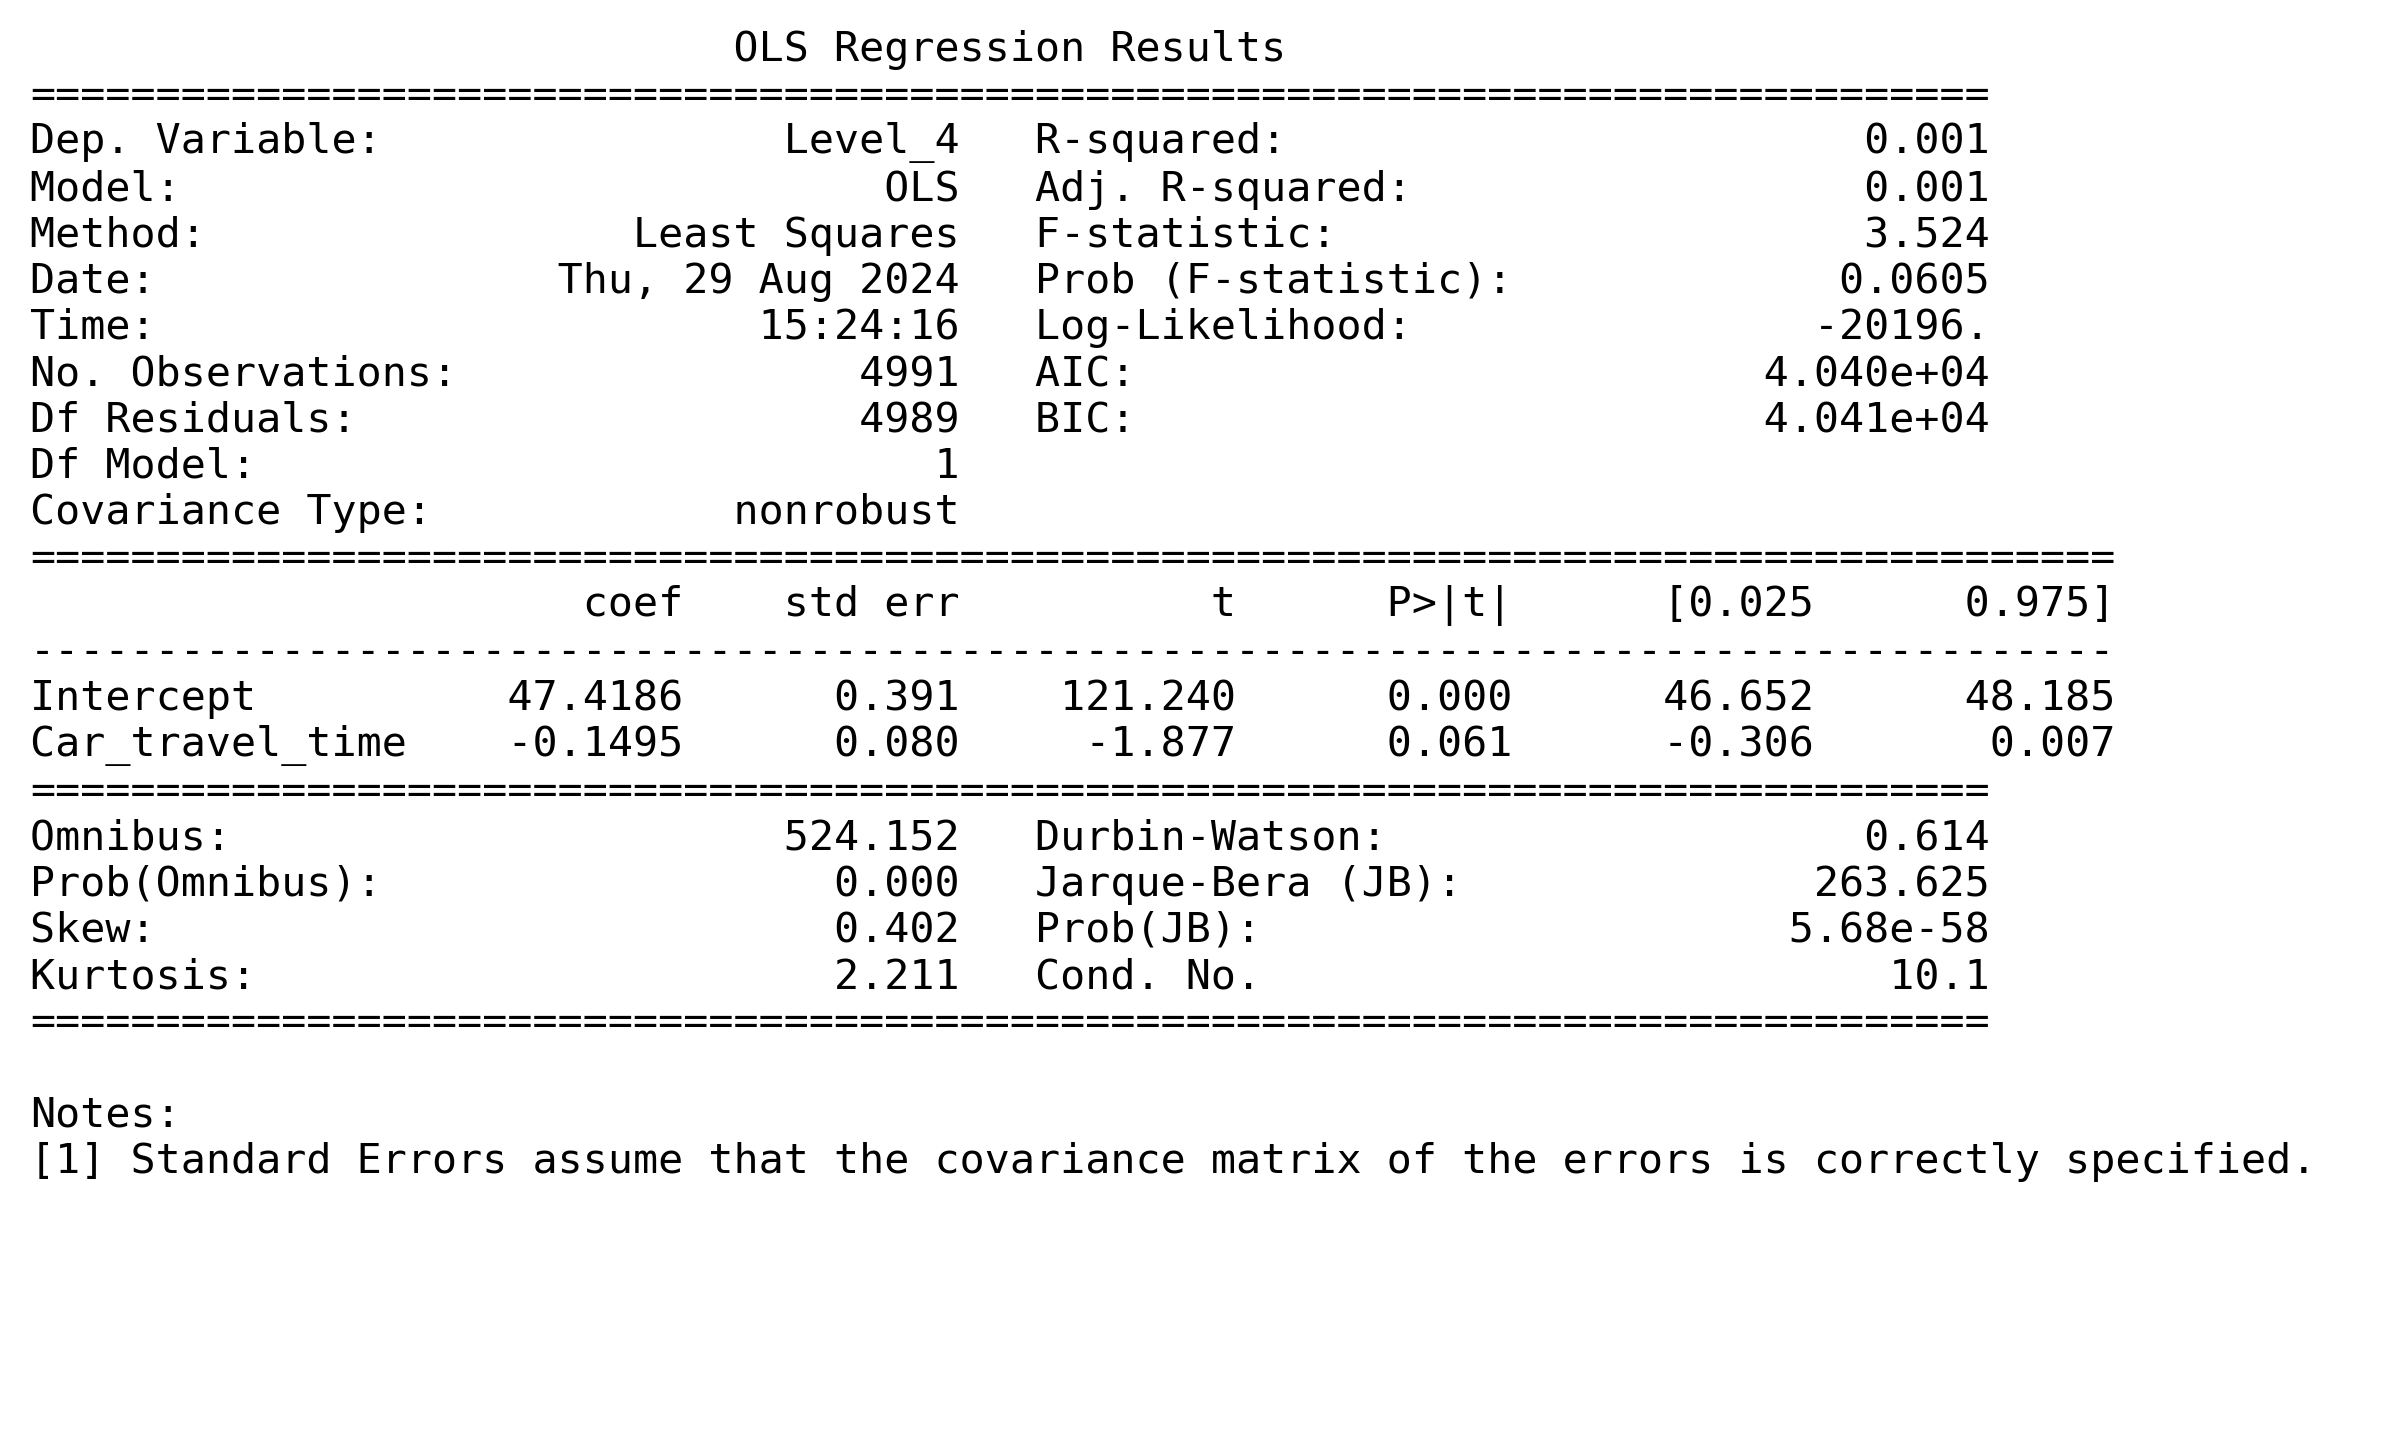 OLS Regression Results
==============================================================================
Dep. Variable:                Level_4   R-squared:                       0.001
Model:                            OLS   Adj. R-squared:                  0.001
Method:                 Least Squares   F-statistic:                     3.524
Date:                Thu, 29 Aug 2024   Prob (F-statistic):             0.0605
Time:                        15:24:16   Log-Likelihood:                -20196.
No. Observations:                4991   AIC:                         4.040e+04
Df Residuals:                    4989   BIC:                         4.041e+04
Df Model:                           1
Covariance Type:            nonrobust
===================================================================================
                      coef    std err          t      P>|t|      [0.025      0.975]
-----------------------------------------------------------------------------------
Intercept          47.4186      0.391    121.240      0.000      46.652      48.185
Car_travel_time    -0.1495      0.080     -1.877      0.061      -0.306       0.007
==============================================================================
Omnibus:                      524.152   Durbin-Watson:                   0.614
Prob(Omnibus):                  0.000   Jarque-Bera (JB):              263.625
Skew:                           0.402   Prob(JB):                     5.68e-58
Kurtosis:                       2.211   Cond. No.                         10.1
==============================================================================
Notes:
[1] Standard Errors assume that the covariance matrix of the errors is correctly specified.